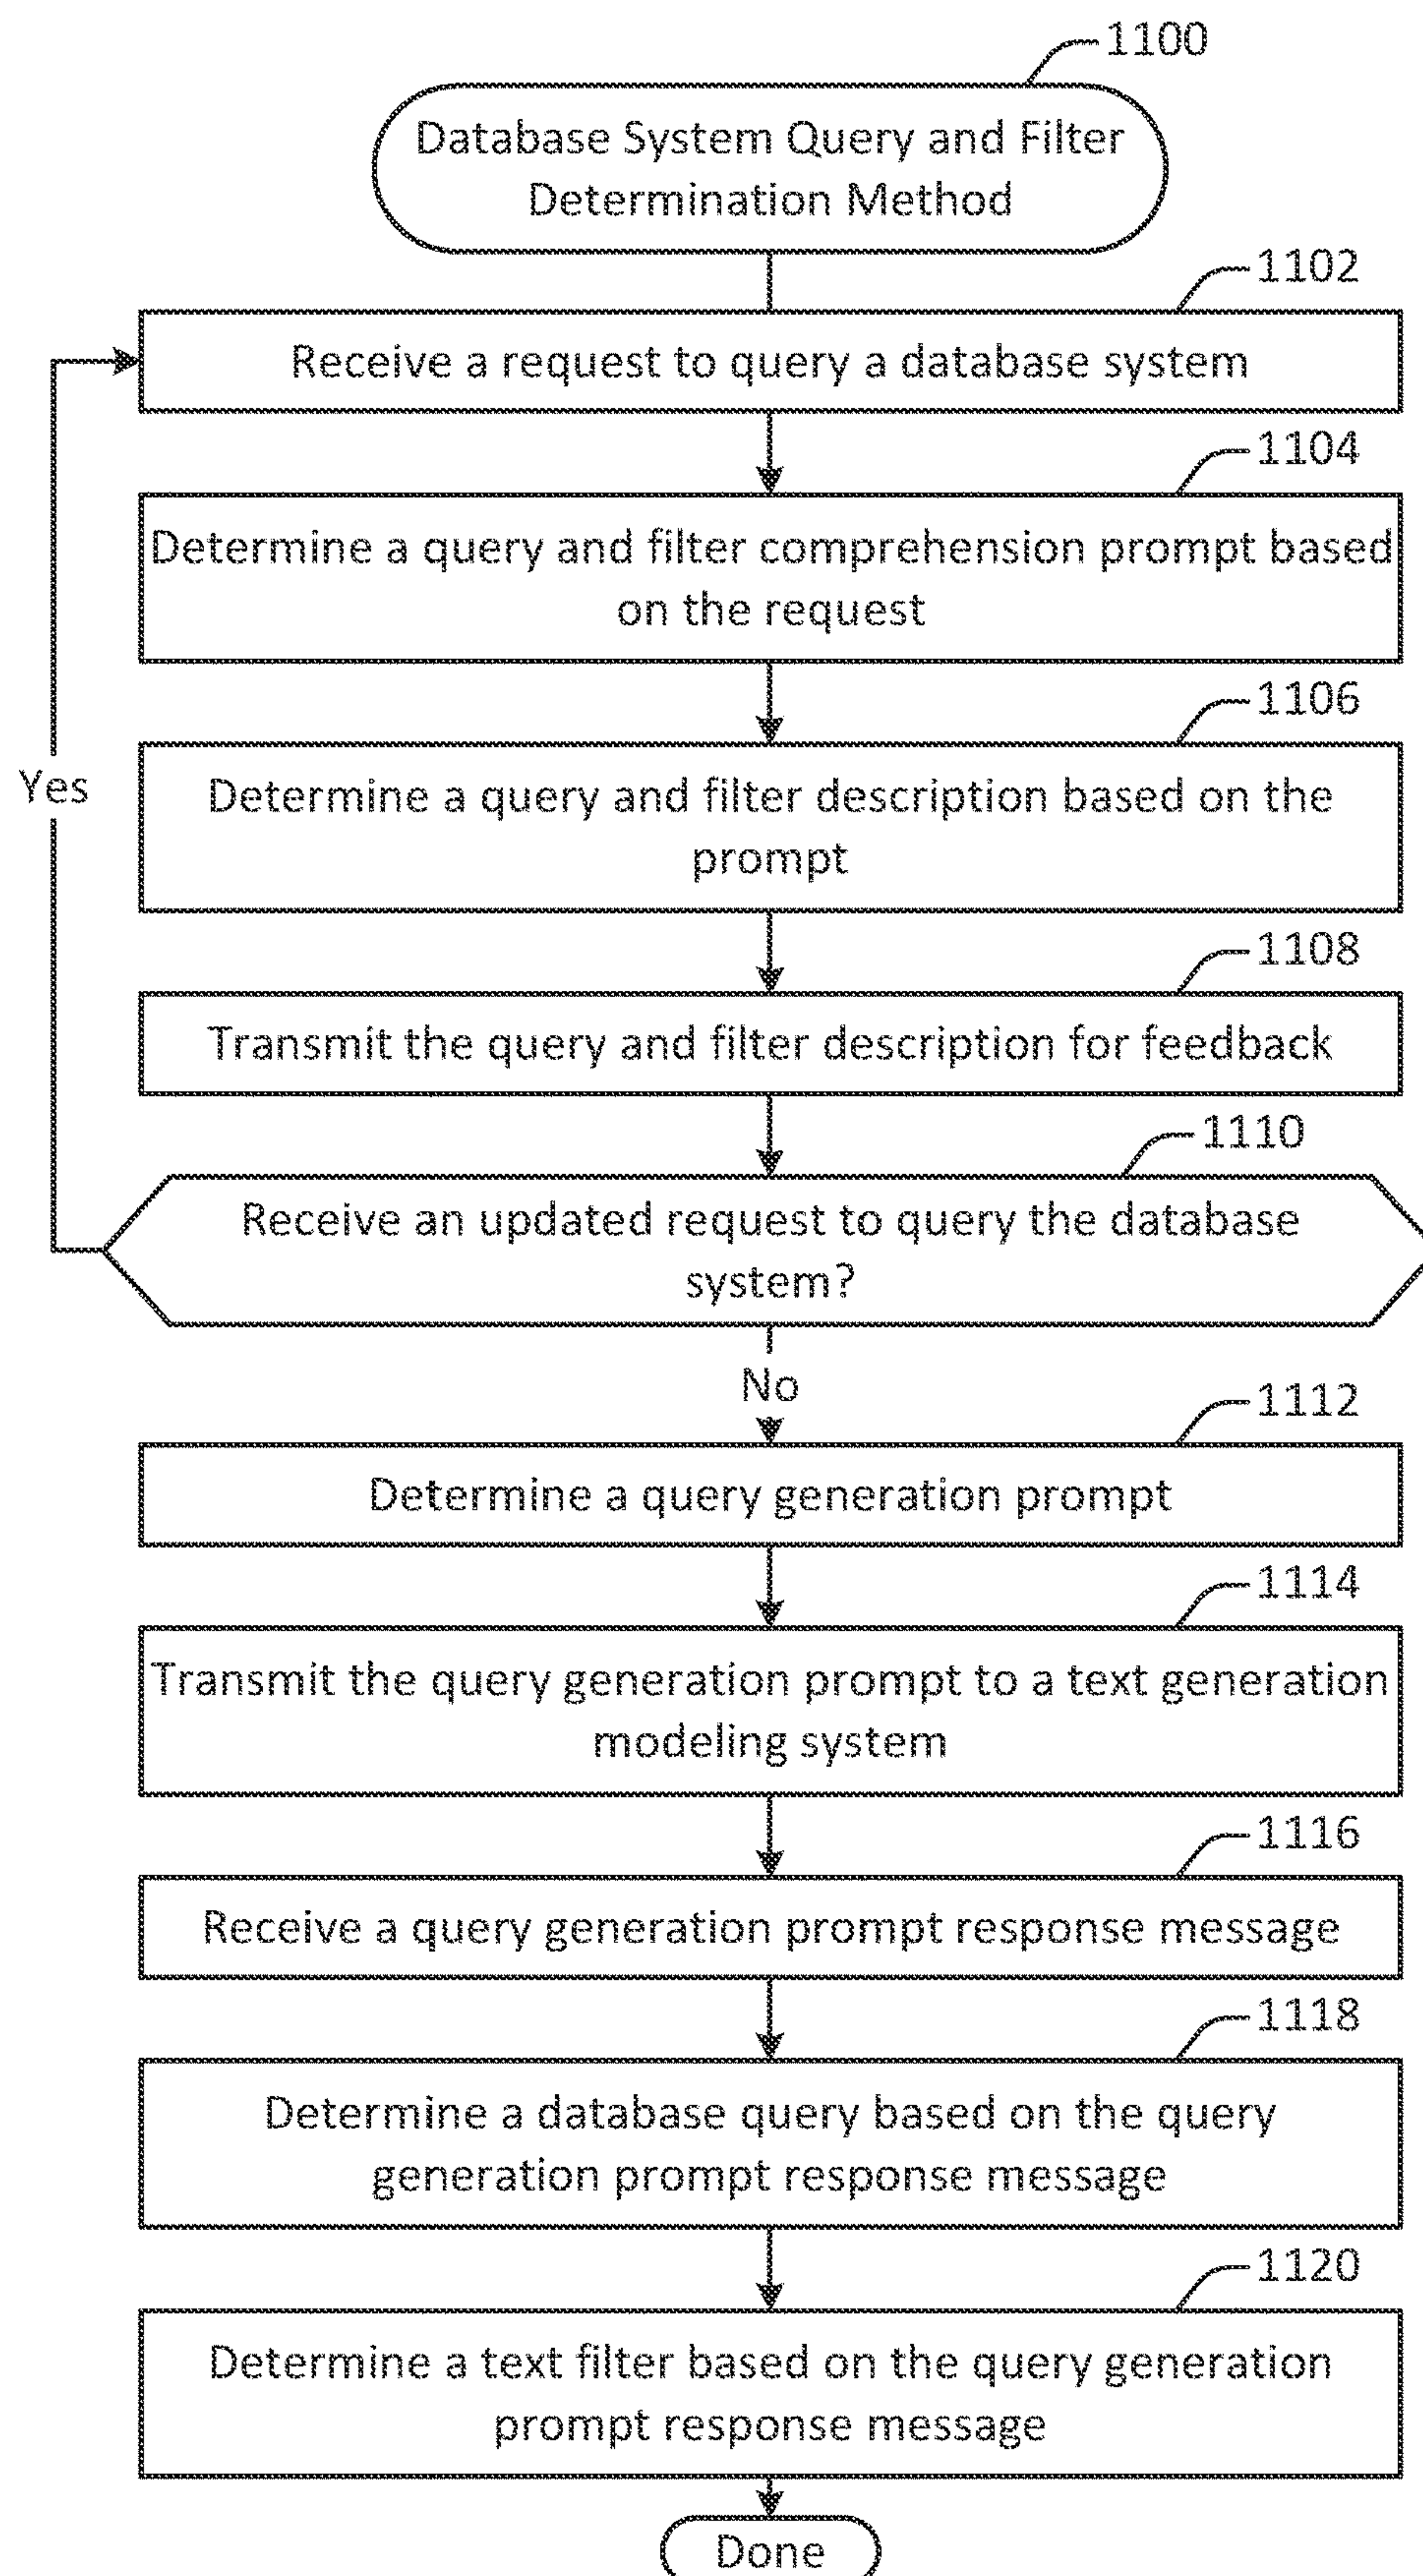 1100
Database System Query and Filter
Determination Method
1102
Receive a request to query a database system
1104
Determine a query and filter comprehension prompt based
on the request
1106
Yes
Determine a query and filter description based on the
prompt
1108
Transmit the query and filter description for feedback
1110
Receive an updated request to query the database
system?
No
1112
Determine a query generation prompt
1114
Transmit the query generation prompt to a text generation
modeling system
1116
Receive a query generation prompt response message
1118
Determine a database query based on the query
generation prompt response message
1120
Determine a text filter based on the query generation
prompt response message
Done